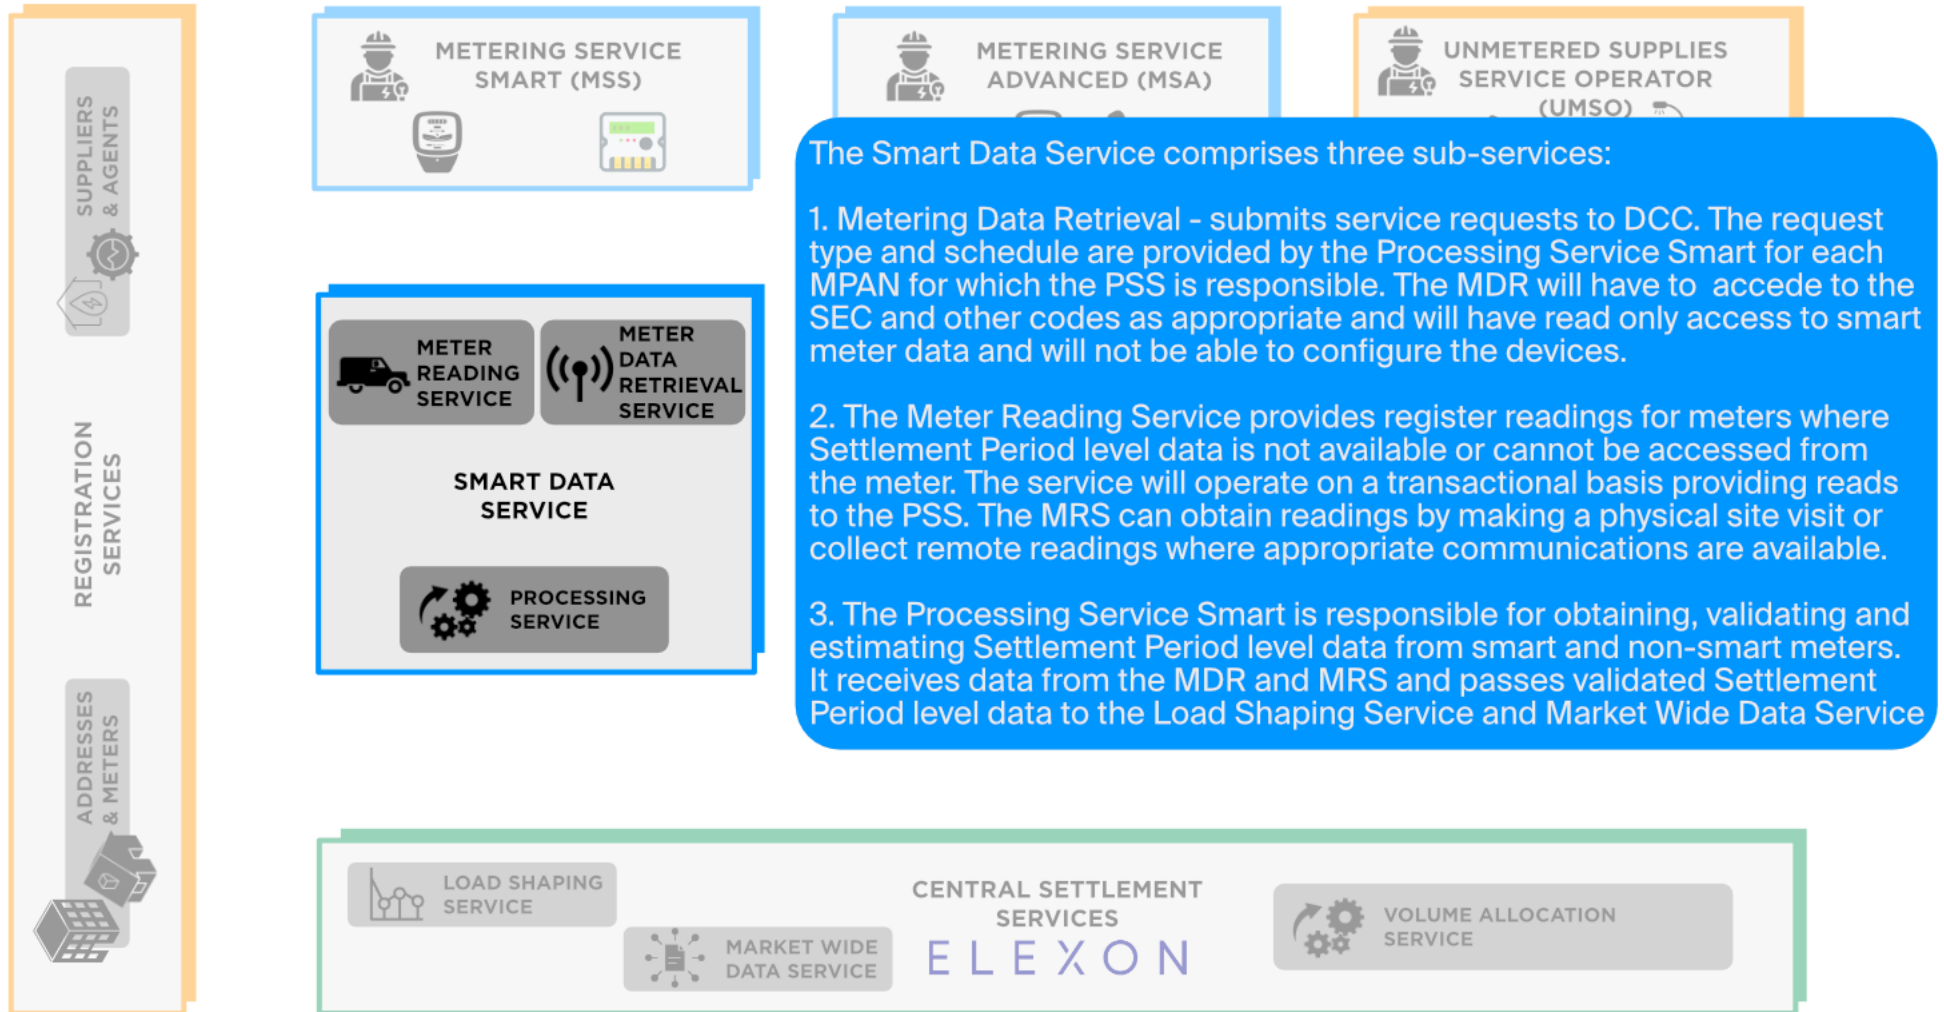 SUPPLIERS
& AGENTS
REGISTRATION
SERVICES
ADDRESSES
& METERS
METERING SERVICE
SMART (MSS)
METERING SERVICE
ADVANCED (MSA)
UNMETERED SUPPLIES
SERVICE OPERATOR
(UMSO)
METER
READING
SERVICE
METER
DATA
RETRIEVAL
SERVICE
SMART DATA
SERVICE
PROCESSING
SERVICE
The Smart Data Service comprises three sub-services:
1. Metering Data Retrieval - submits service requests to DCC. The request
type and schedule are provided by the Processing Service Smart for each
MPAN for which the PSS is responsible. The MDR will have to  accede to the
SEC and other codes as appropriate and will have read only access to smart
meter data and will not be able to configure the devices.
2. The Meter Reading Service provides register readings for meters where
Settlement Period level data is not available or cannot be accessed from
the meter. The service will operate on a transactional basis providing reads
to the PSS. The MRS can obtain readings by making a physical site visit or
collect remote readings where appropriate communications are available.
3. The Processing Service Smart is responsible for obtaining, validating and
estimating Settlement Period level data from smart and non-smart meters.
It receives data from the MDR and MRS and passes validated Settlement
Period level data to the Load Shaping Service and Market Wide Data Service
LOAD SHAPING
SERVICE
MARKET WIDE
DATA SERVICE
CENTRAL SETTLEMENT
SERVICES
ELEXON
VOLUME ALLOCATION
SERVICE